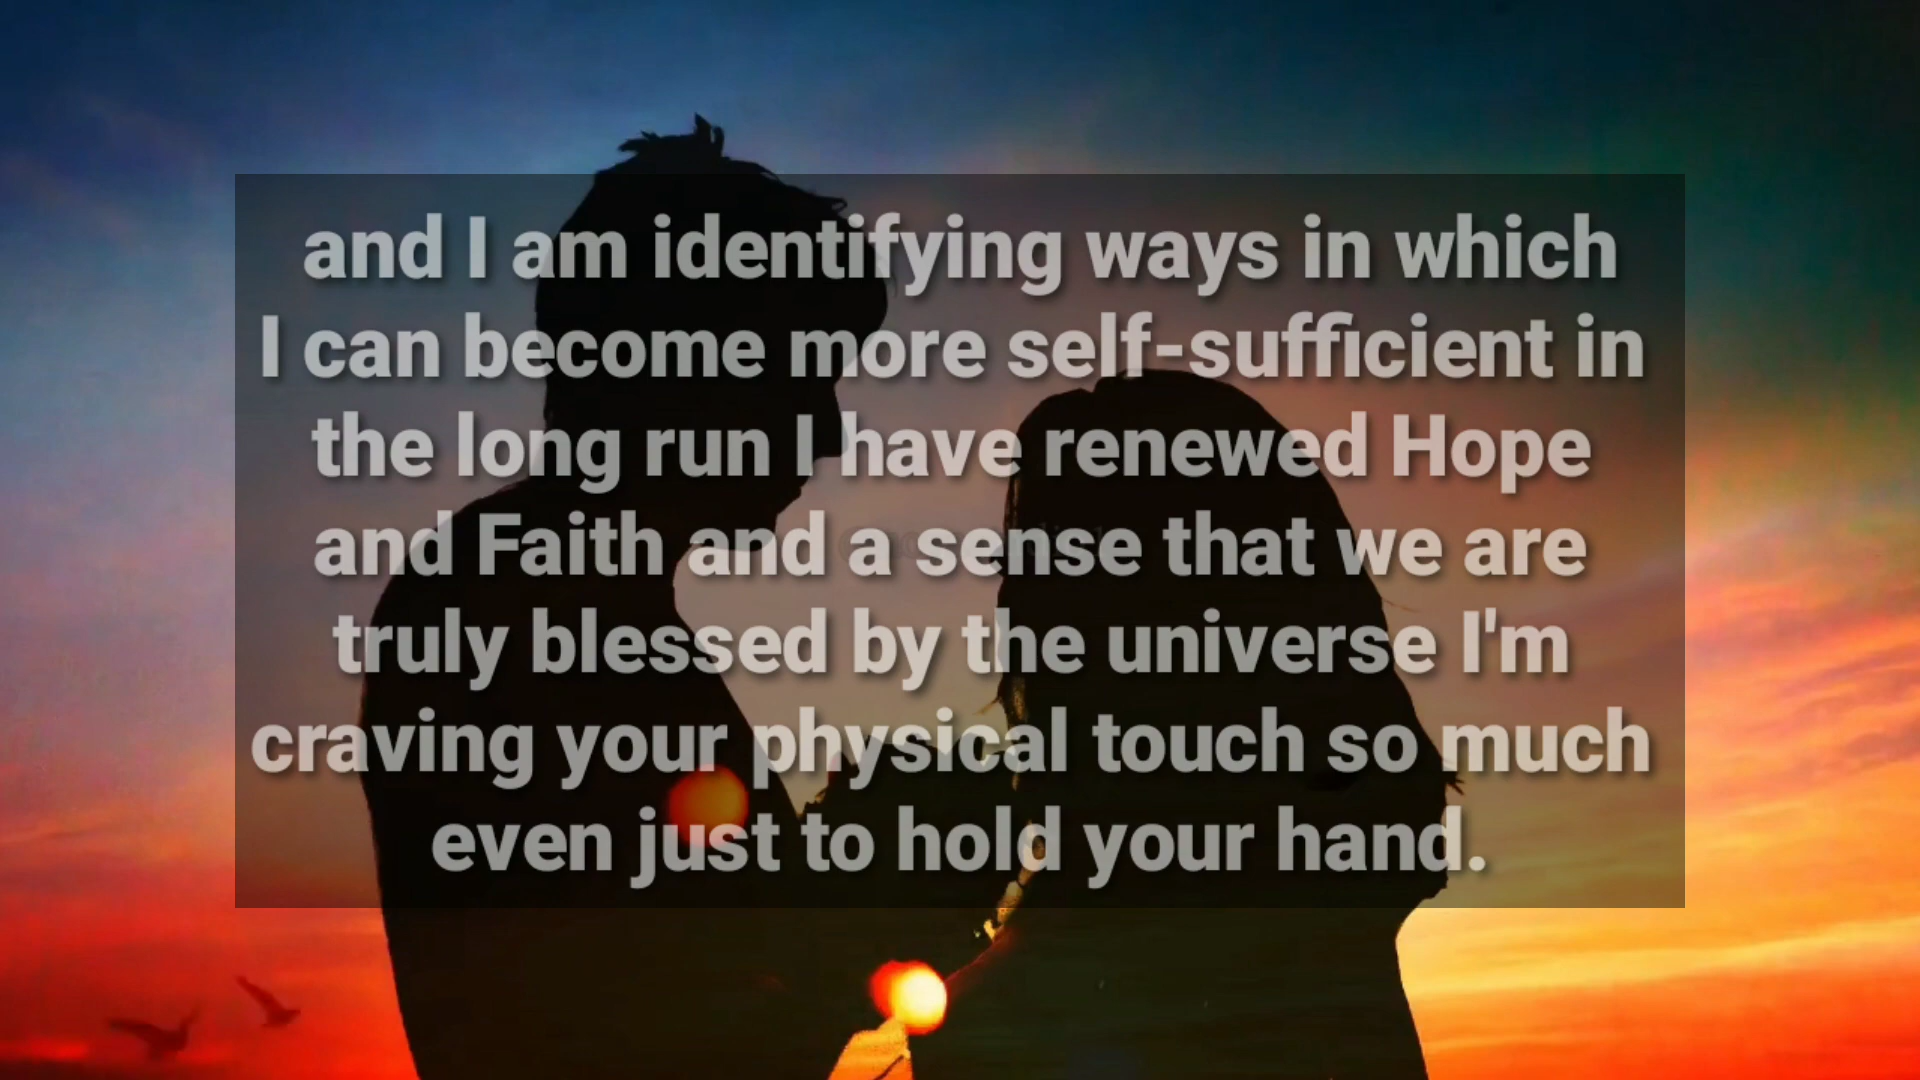 and I am identifying ways in which
I can become more self-sufficient in
the long run I have renewed Hope
and Faith and a sense that we are
truly blessed by the universe I'm
craving your physical touch so much
even just to hold your hand.